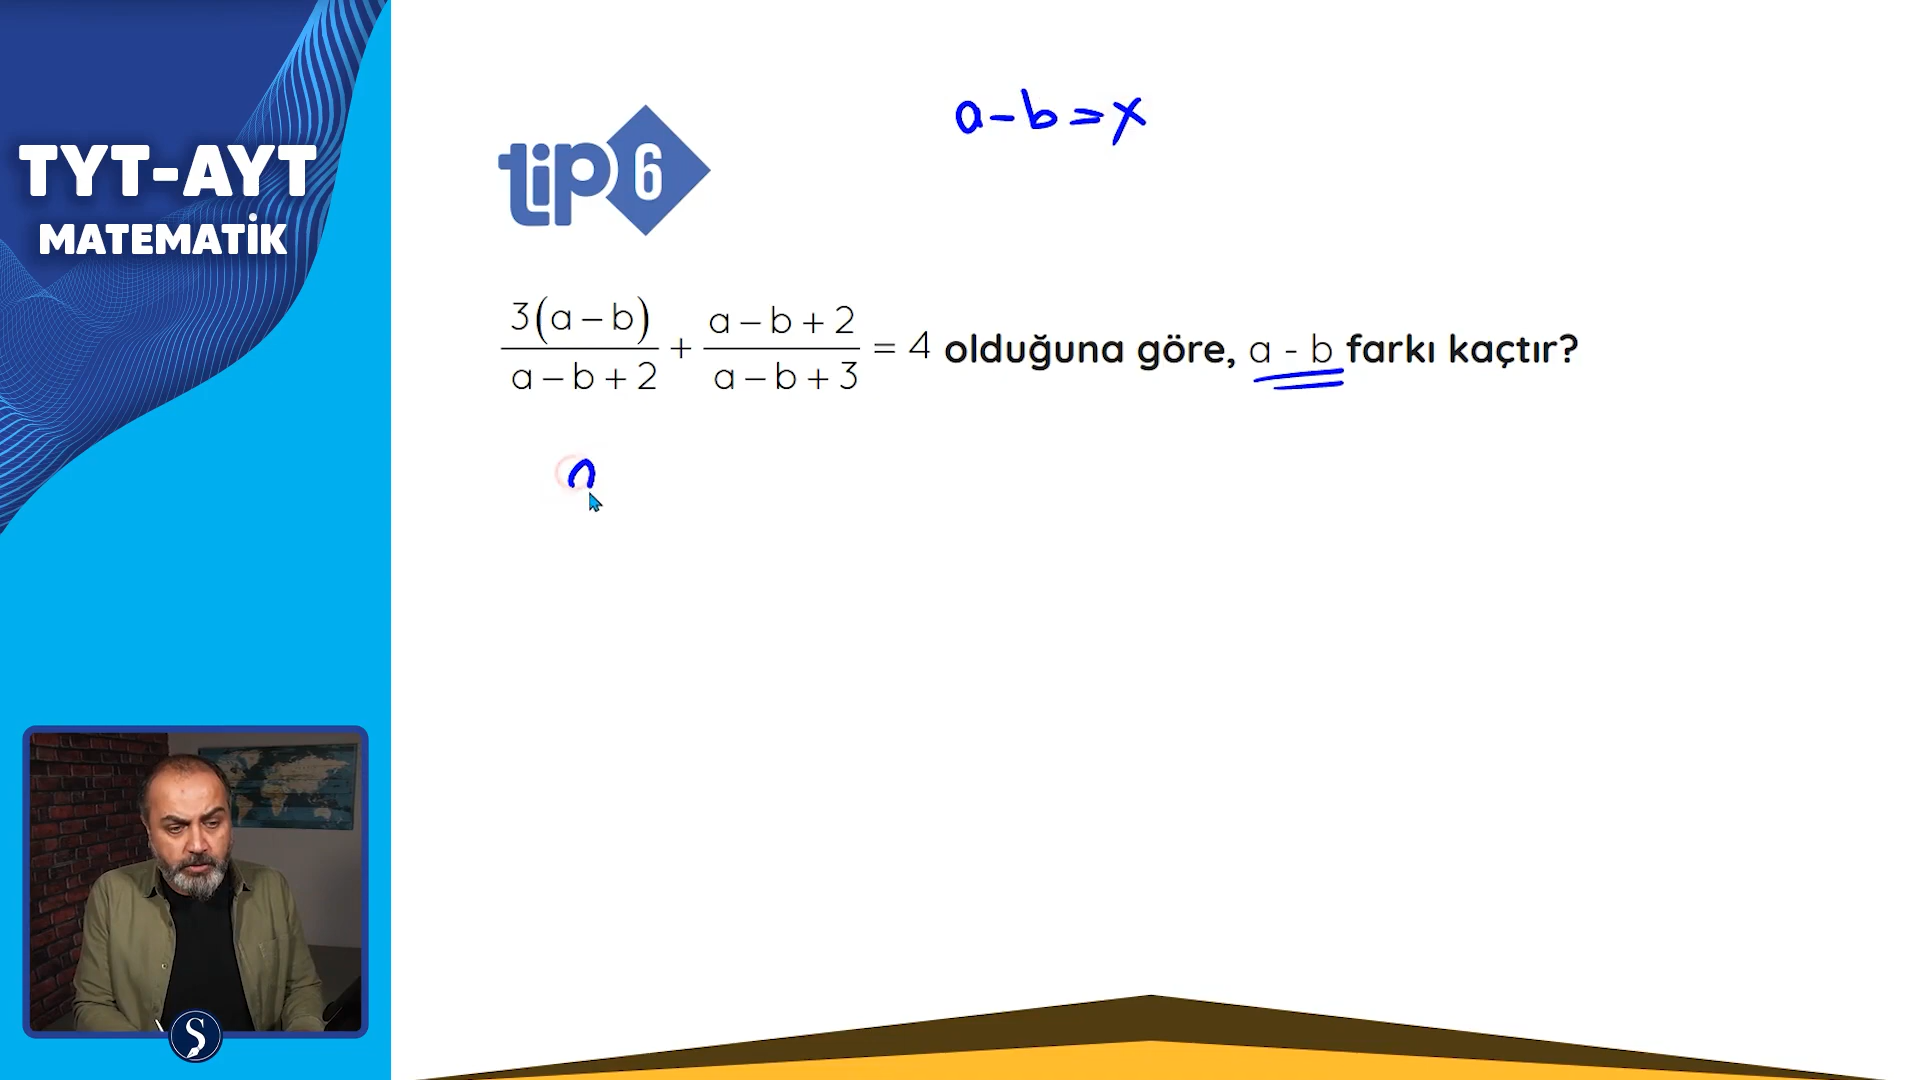 TYT-AYT
MATEMATİK
a-b=x
tip 6
3(a-b)/(a-b+2) + (a-b+2)/(a-b+3) = 4 olduğuna göre, a - b farkı kaçtır?
S